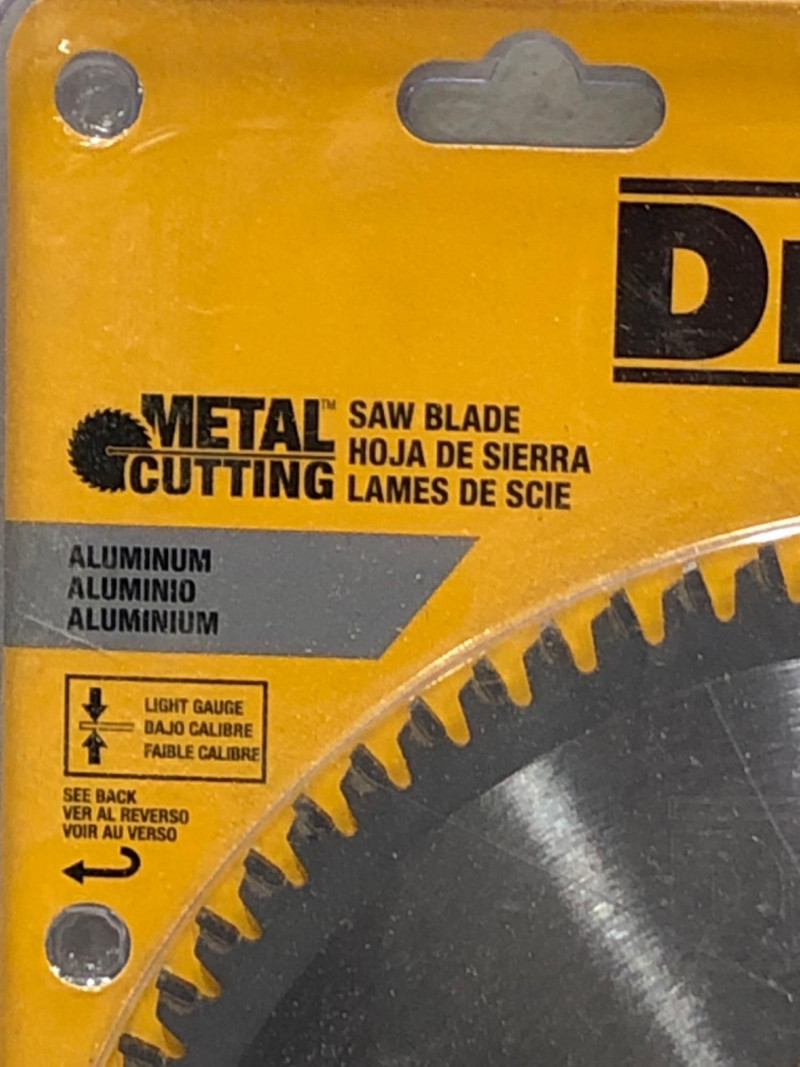 METAL™
CUTTING
SAW BLADE
HOJA DE SIERRA
LAMES DE SCIE
ALUMINUM
ALUMINIO
ALUMINIUM
LIGHT GAUGE
BAJO CALIBRE
FAIBLE CALIBRE
SEE BACK
VER AL REVERSO
VOIR AU VERSO